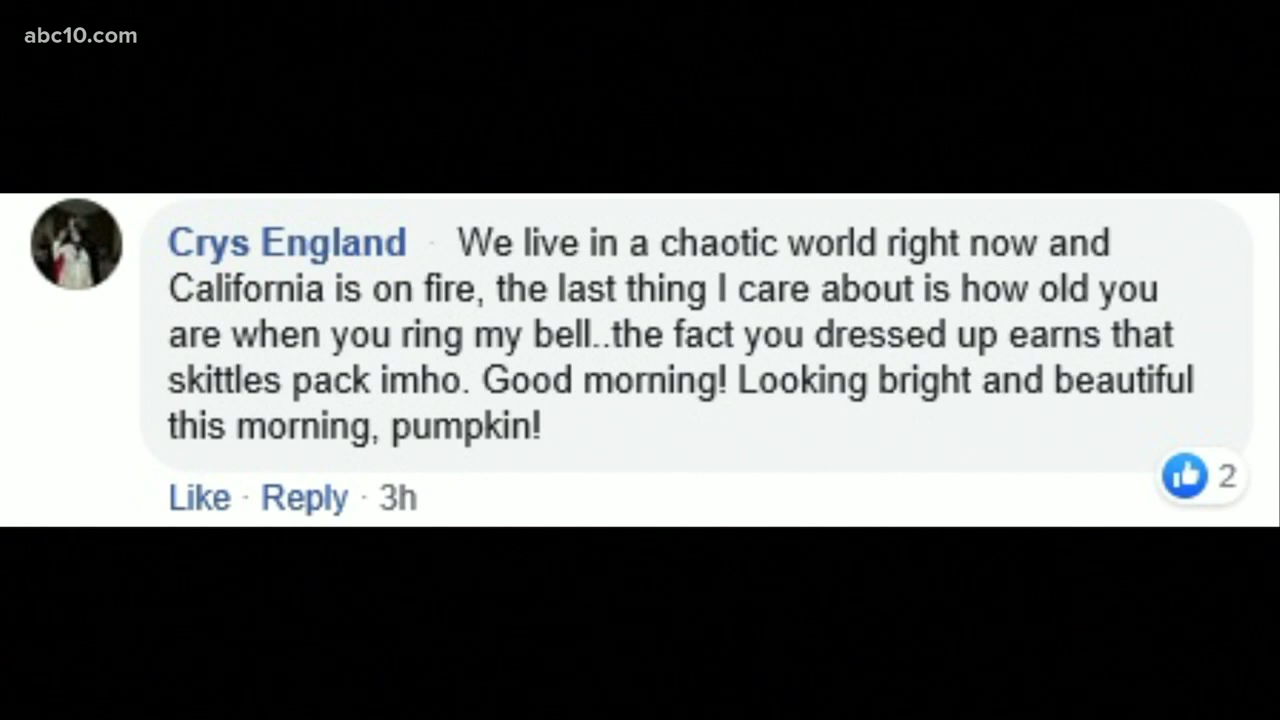 abc10.com
Crys England · We live in a chaotic world right now and
California is on fire, the last thing I care about is how old you
are when you ring my bell..the fact you dressed up earns that
skittles pack imho. Good morning! Looking bright and beautiful
this morning, pumpkin!
Like · Reply · 3h
2